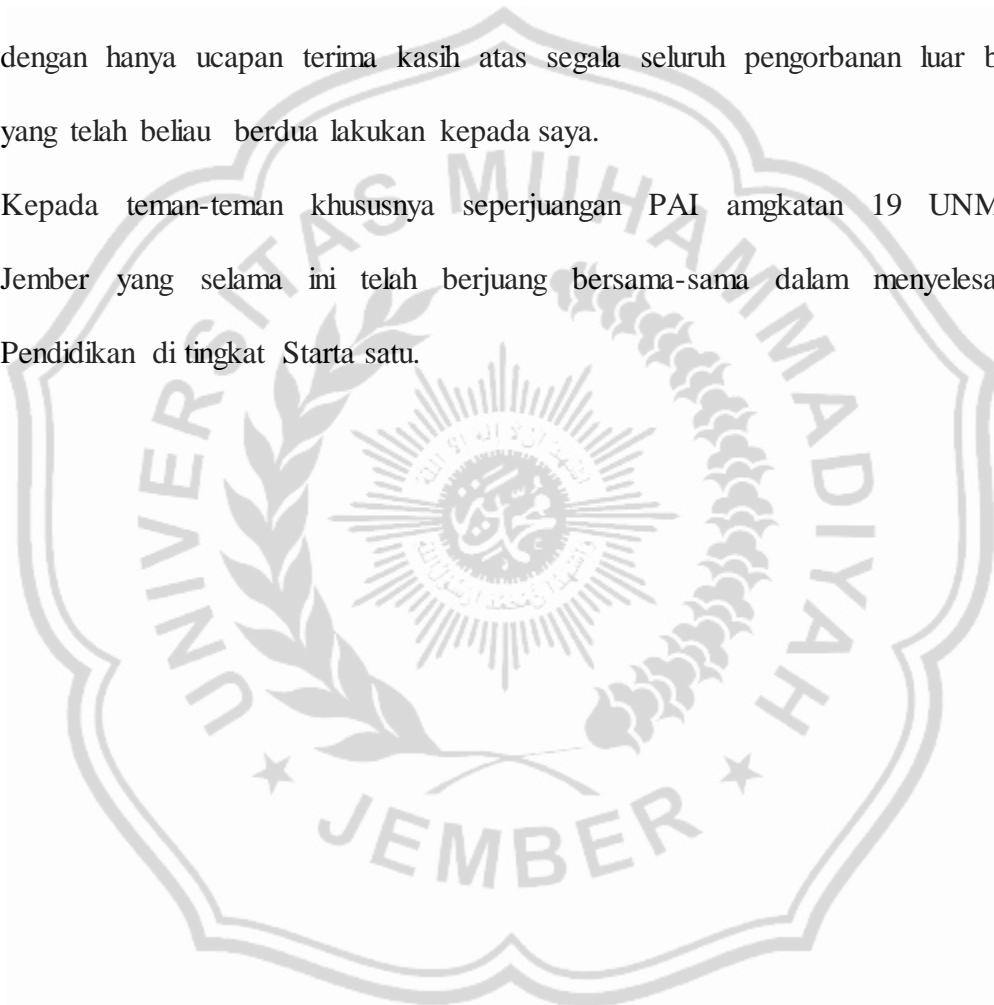 dengan hanya ucapan terima kasih atas segala seluruh pengorbanan luar b
yang telah beliau berdua lakukan kepada saya.
Kepada teman-teman khususnya seperjuangan PAI amgkatan 19 UNM
Jember yang selama ini telah berjuang bersama-sama dalam menyelesa
Pendidikan di tingkat Starta satu.
UNIVERSITAS MUHAMMADIYAH
JEMBER